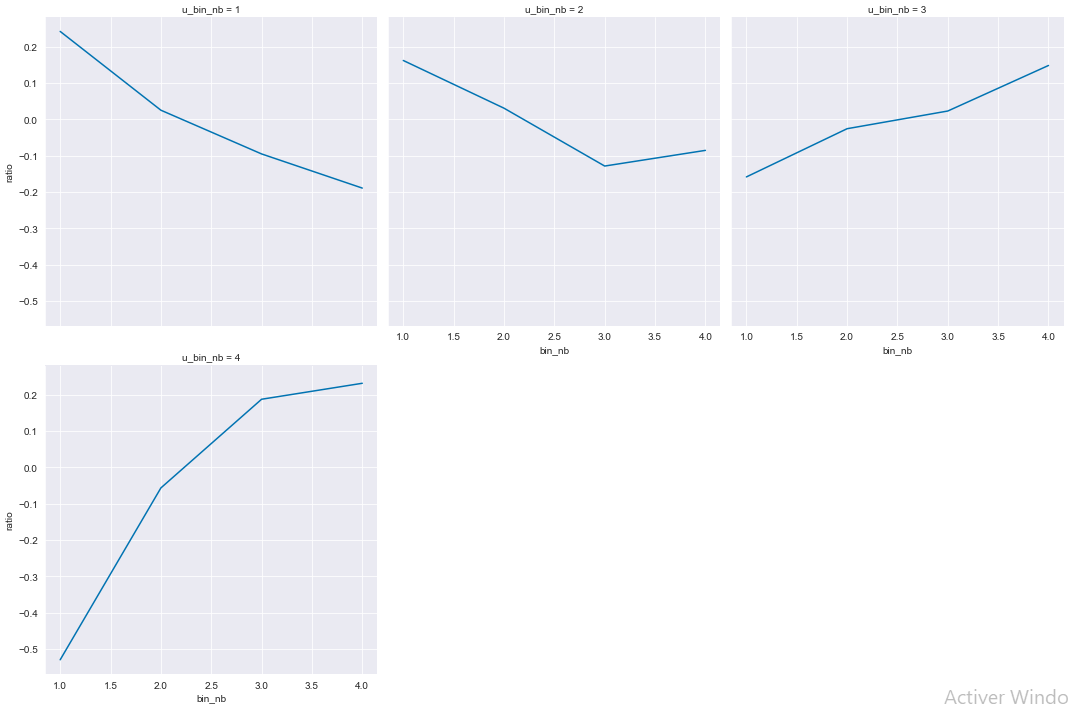 u_bin_nb = 1
u_bin_nb = 2
u_bin_nb = 3
0.2
0.1
0.0
−0.1
−0.2
−0.3
−0.4
−0.5
ratio
1.0 1.5 2.0 2.5 3.0 3.5 4.0
bin_nb
1.0 1.5 2.0 2.5 3.0 3.5 4.0
bin_nb
u_bin_nb = 4
0.2
0.1
0.0
−0.1
−0.2
−0.3
−0.4
−0.5
ratio
1.0 1.5 2.0 2.5 3.0 3.5 4.0
bin_nb
Activer Windo